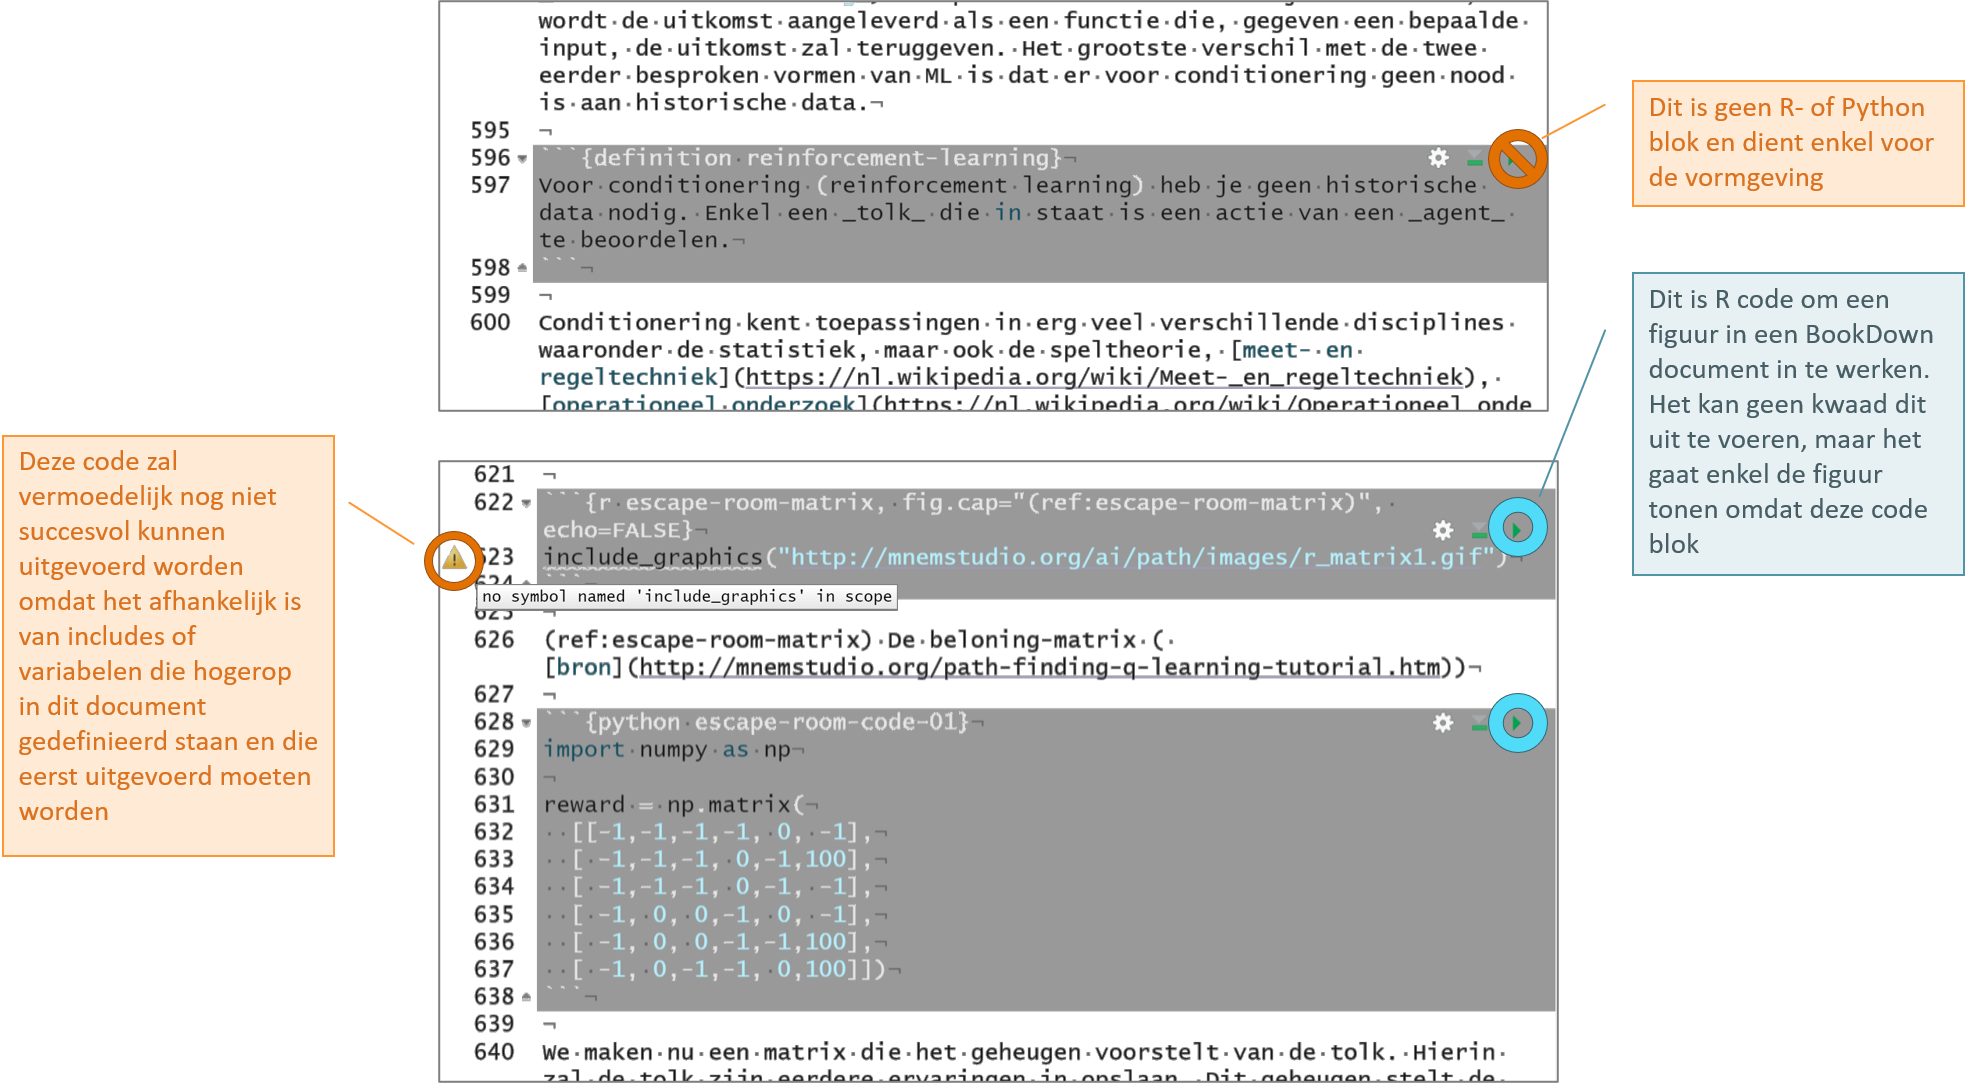 wordt de uitkomst aangeleverd als een functie die, gegeven een bepaalde
input, de uitkomst zal teruggeven. Het grootste verschil met de twee
eerder besproken vormen van ML is dat er voor conditionering geen nood
is aan historische data.¬
595 ¬
596 ```{definition reinforcement-learning}¬
597 Voor conditionering (reinforcement learning) heb je geen historische
data nodig. Enkel een _tolk_ die in staat is een actie van een _agent_
te beoordelen.¬
598 ```¬
599 ¬
600 Conditionering kent toepassingen in erg veel verschillende disciplines
waaronder de statistiek, maar ook de speltheorie, [meet- en
regeltechniek](https://nl.wikipedia.org/wiki/Meet-_en_regeltechniek),
[operationeel onderzoek](https://nl.wikipedia.org/wiki/Operationeel_onde
Dit is geen R- of Python
blok en dient enkel voor
de vormgeving
Dit is R code om een
figuur in een BookDown
document in te werken.
Het kan geen kwaad dit
uit te voeren, maar het
gaat enkel de figuur
tonen omdat deze code
blok
Deze code zal
vermoedelijk nog niet
succesvol kunnen
uitgevoerd worden
omdat het afhankelijk is
van includes of
variabelen die hogerop
in dit document
gedefinieerd staan en die
eerst uitgevoerd moeten
worden
621 ¬
622 ```{r escape-room-matrix, fig.cap="(ref:escape-room-matrix)",
echo=FALSE}¬
623 include_graphics("http://mnemstudio.org/ai/path/images/r_matrix1.gif")¬
624 ```¬
no symbol named 'include_graphics' in scope
625 ¬
626 (ref:escape-room-matrix) De beloning-matrix (
[bron](http://mnemstudio.org/path-finding-q-learning-tutorial.htm))¬
627 ¬
628 ```{python escape-room-code-01}¬
629 import numpy as np¬
630 ¬
631 reward = np.matrix(¬
632 [[-1,-1,-1,-1, 0, -1],¬
633 [ -1,-1,-1, 0,-1,100],¬
634 [ -1,-1,-1, 0,-1, -1],¬
635 [ -1, 0, 0,-1, 0, -1],¬
636 [ -1, 0, 0,-1,-1,100],¬
637 [ -1, 0,-1,-1, 0,100]])¬
638 ```¬
639 ¬
640 We maken nu een matrix die het geheugen voorstelt van de tolk. Hierin
zal de tolk zijn eerdere ervaringen in opslaan. Dit geheugen stelt de